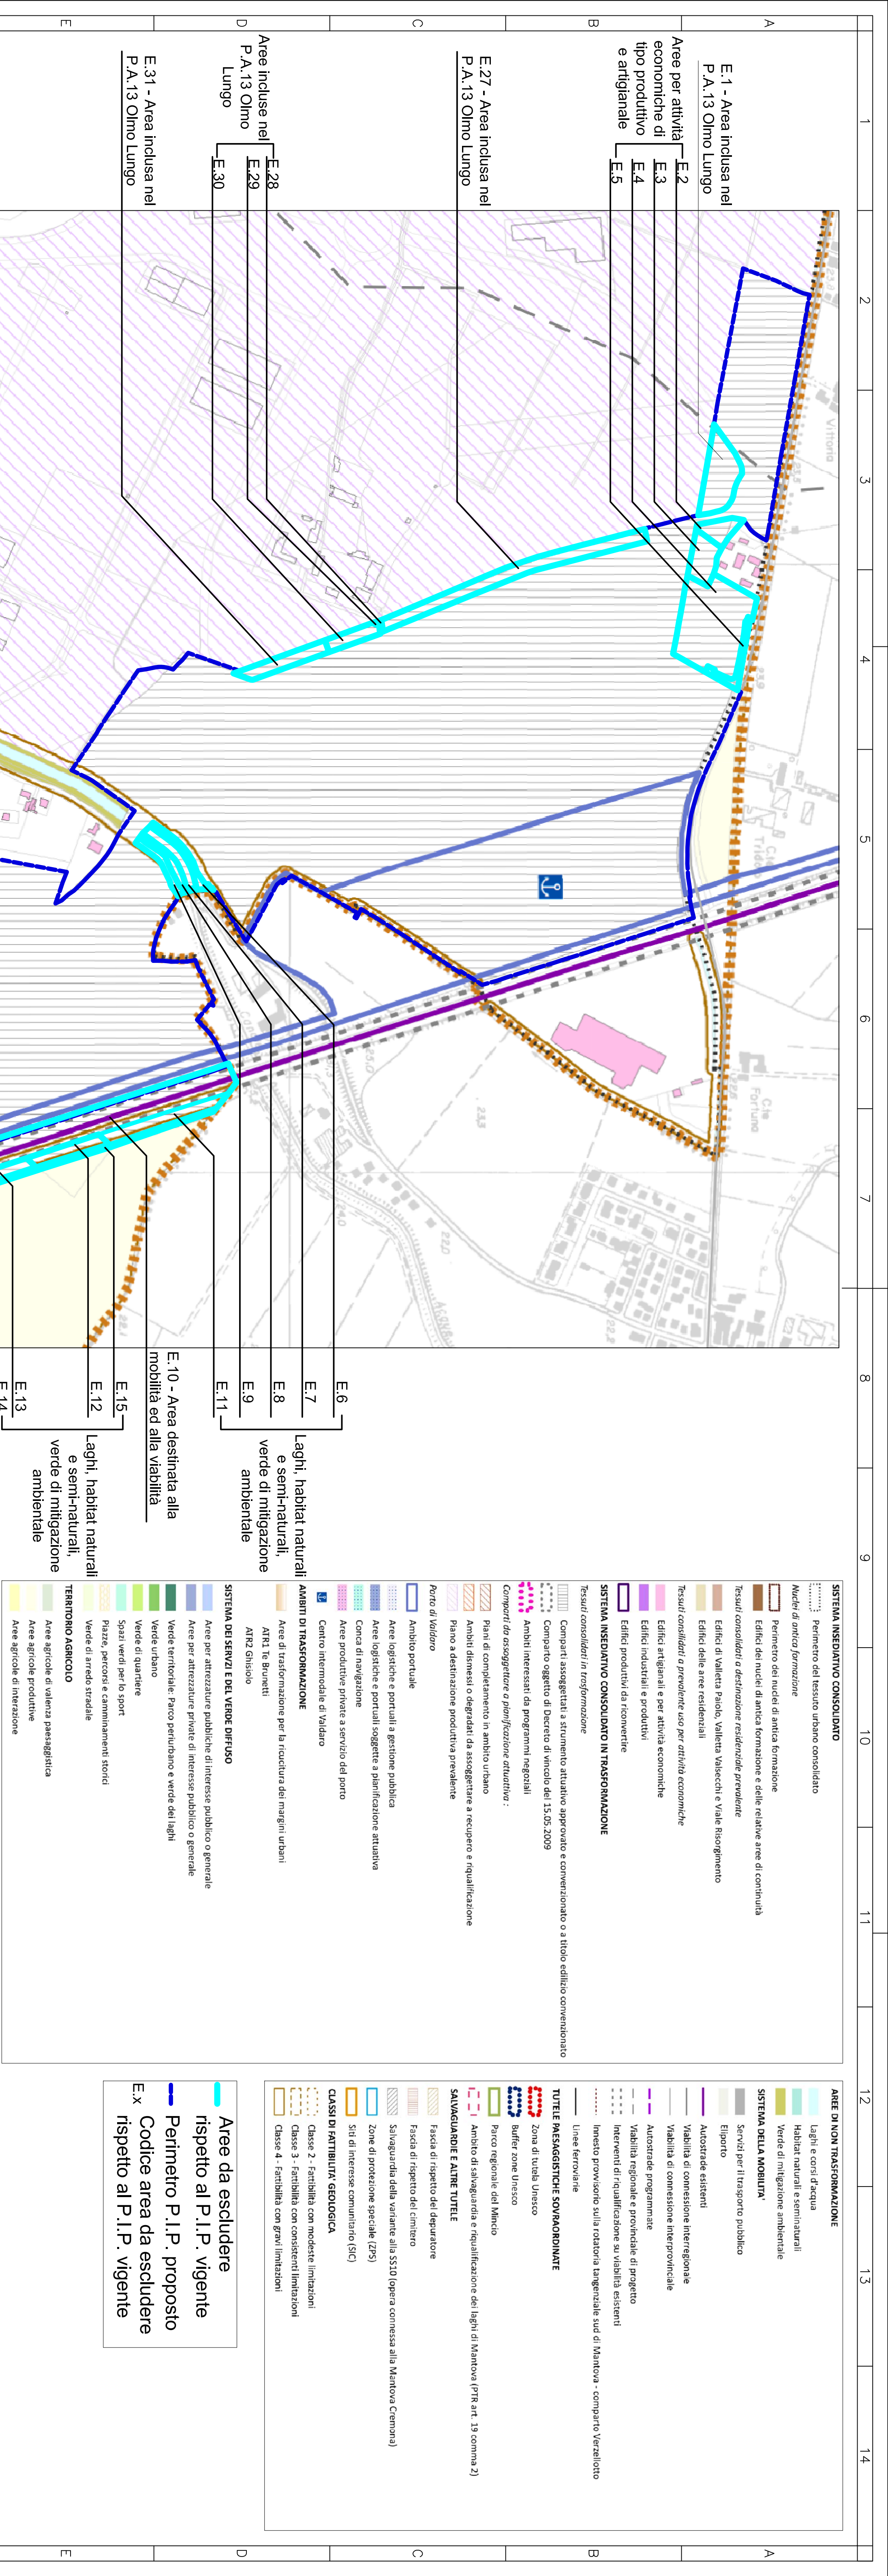 E
D
C
B
A
1
2
3
4
5
6
7
8
9
10
11
12
13
14
E.1 - Area inclusa nel
P.A.13 Olmo Lungo
Aree per attività
economiche di
tipo produttivo
e artigianale
E.2
E.3
E.4
E.5
E.27 - Area inclusa nel
P.A.13 Olmo Lungo
Aree incluse nel
P.A.13 Olmo
Lungo
E.28
E.29
E.30
E.31 - Area inclusa nel
P.A.13 Olmo Lungo
Vittoria
Cte
Fortuna
E.6
E.7
E.8
E.9
E.11
Laghi, habitat naturali
e semi-naturali,
verde di mitigazione
ambientale
E.10 - Area destinata alla
mobilità ed alla viabilità
E.15
E.12
E.13
E.14
Laghi, habitat naturali
e semi-naturali,
verde di mitigazione
ambientale
SISTEMA INSEDIATIVO CONSOLIDATO
Perimetro del tessuto urbano consolidato
Nuclei di antica formazione
Perimetro dei nuclei di antica formazione
Edifici dei nuclei di antica formazione e delle relative aree di continuità
Tessuti consolidati a destinazione residenziale prevalente
Edifici di Valletta Paiolo, Valletta Valsecchi e Viale Risorgimento
Edifici delle aree residenziali
Tessuti consolidati a prevalente uso per attività economiche
Edifici artigianali e per attività economiche
Edifici industriali e produttivi
Edifici produttivi da riconvertire
SISTEMA INSEDIATIVO CONSOLIDATO IN TRASFORMAZIONE
Tessuti consolidati in trasformazione
Comparti assoggettati a strumento attuativo approvato e convenzionato o a titolo edilizio convenzionato
Comparto oggetto di Decreto di vincolo del 15.05.2009
Ambiti interessati da programmi negoziali
Comparti da assoggettare a pianificazione attuattiva :
Piani di completamento in ambito urbano
Ambiti dismessi o degradati da assoggettare a recupero e riqualificazione
Piano a destinazione produttiva prevalente
Porto di Valdaro
Ambito portuale
Aree logistiche e portuali a gestione pubblica
Aree logistiche e portuali soggette a pianificazione attuativa
Conca di navigazione
Aree produttive private a servizio del porto
Centro intermodale di Valdaro
AMBITI DI TRASFORMAZIONE
Aree di trasformazione per la ricucitura dei margini urbani
ATR1 Te Brunetti
ATR2 Ghisiolo
SISTEMA DEI SERVIZI E DEL VERDE DIFFUSO
Aree per attrezzature pubbliche di interesse pubblico o generale
Aree per attrezzature private di interesse pubblico o generale
Verde territoriale: Parco periurbano e verde dei laghi
Verde urbano
Verde di quartiere
Spazi verdi per lo sport
Piazze, percorsi e camminamenti storici
Verde di arredo stradale
TERRITORIO AGRICOLO
Aree agricole di valenza paesaggistica
Aree agricole produttive
Aree agricole di interazione
AREE DI NON TRASFORMAZIONE
Laghi e corsi d'acqua
Habitat naturali e seminaturali
Verde di mitigazione ambientale
SISTEMA DELLA MOBILITA'
Servizi per il trasporto pubblico
Eliporto
Autostrade esistenti
Viabilità di connessione interregionale
Viabilità di connessione interprovinciale
Autostrade programmate
Viabilità regionale e provinciale di progetto
Interventi di riqualificazione su viabilità esistenti
Innesto provvisorio sulla rotatoria tangenziale sud di Mantova - comparto Verzellotto
Linee ferroviarie
TUTELE PAESAGGISTICHE SOVRAORDINATE
Zona di tutela Unesco
Buffer zone Unesco
Parco regionale del Mincio
Ambito di salvaguardia e riqualificazione dei laghi di Mantova (PTR art. 19 comma 2)
SALVAGUARDIE E ALTRE TUTELE
Fascia di rispetto del depuratore
Fascia di rispetto del cimitero
Salvaguardia della variante alla SS10 (opera connessa alla Mantova Cremona)
Zone di protezione speciale (ZPS)
Siti di interesse comunitario (SIC)
CLASSI DI FATTIBILITA' GEOLOGICA
Classe 2 - Fattibilità con modeste limitazioni
Classe 3 - Fattibilità con consistenti limitazioni
Classe 4 - Fattibilità con gravi limitazioni
Aree da escludere
rispetto al P.I.P. vigente
Perimetro P.I.P. proposto
E.x Codice area da escludere
rispetto al P.I.P. vigente
E
D
C
B
A